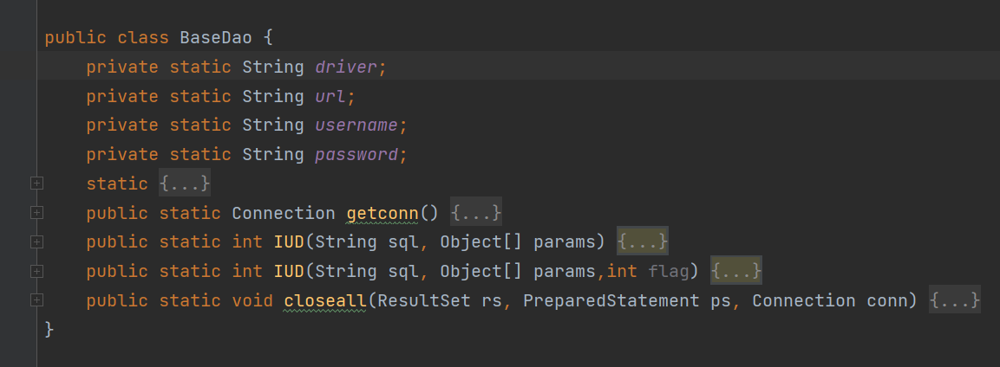 public class BaseDao {
    private static String driver;
    private static String url;
    private static String username;
    private static String password;
    static {...}
    public static Connection getconn() {...}
    public static int IUD(String sql, Object[] params) {...}
    public static int IUD(String sql, Object[] params,int flag) {...}
    public static void closeall(ResultSet rs, PreparedStatement ps, Connection conn) {...}
}